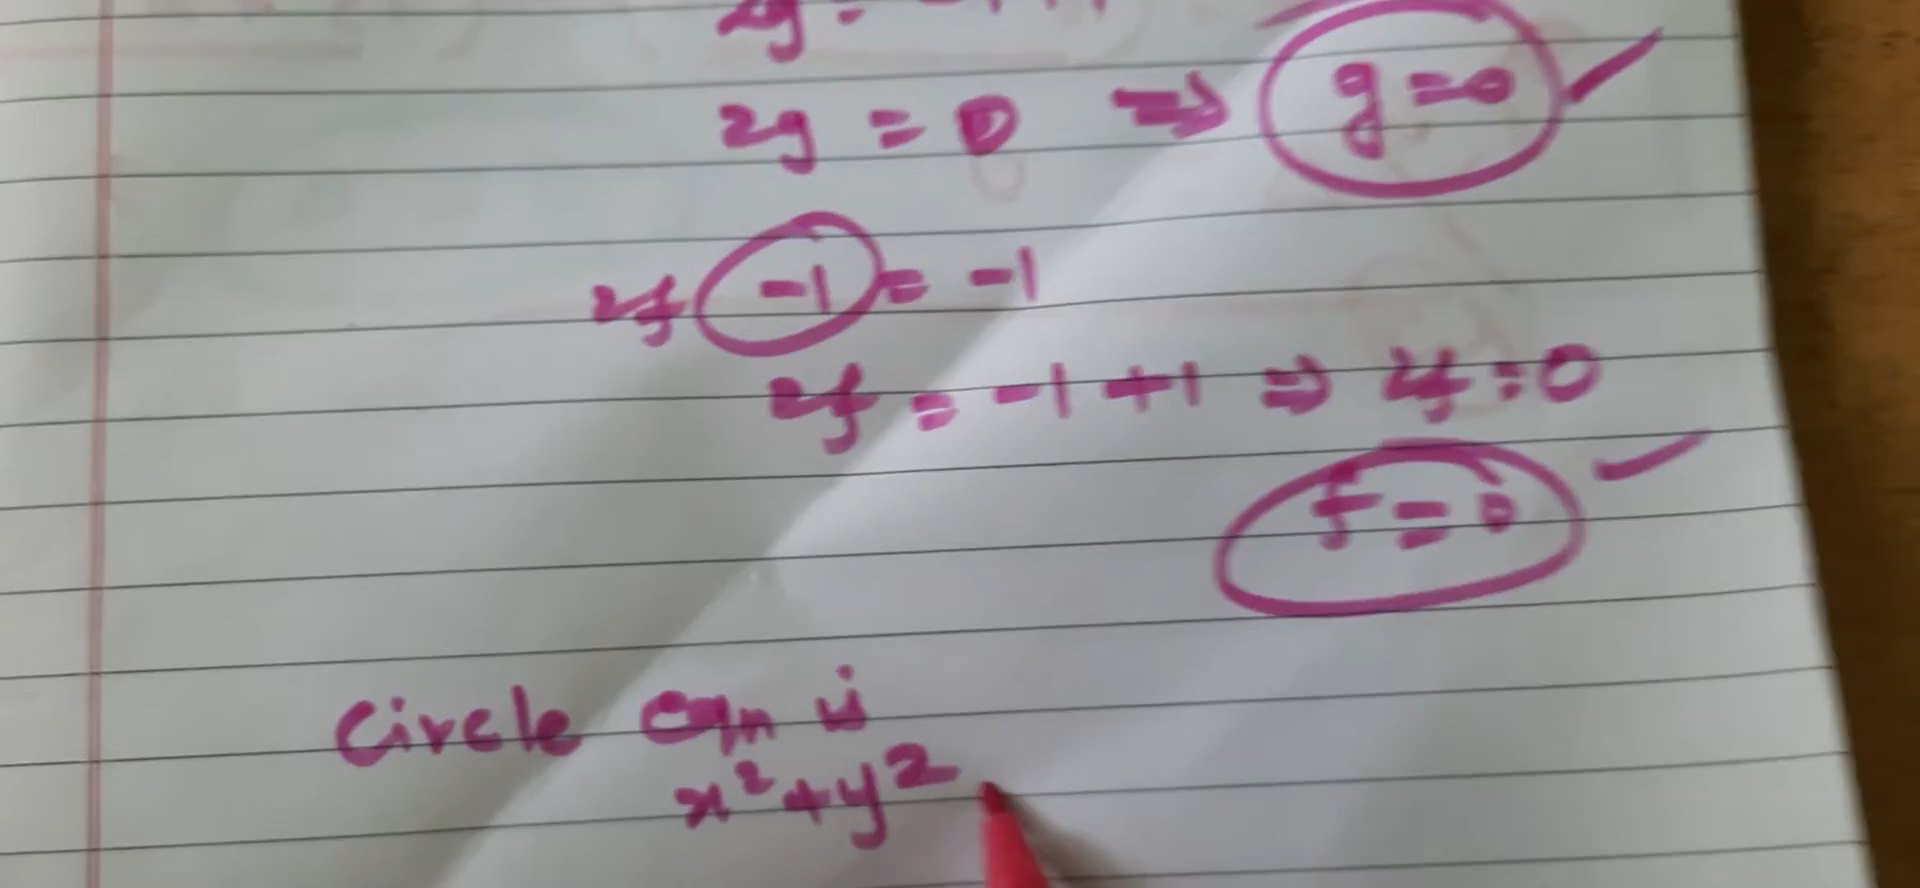 2g = 0 ⇒ g=0 ✓
2f -1 = -1
2f = -1 +1 ⇒ 2f = 0
f = 0 ✓
Circle eqn is
x²+y²